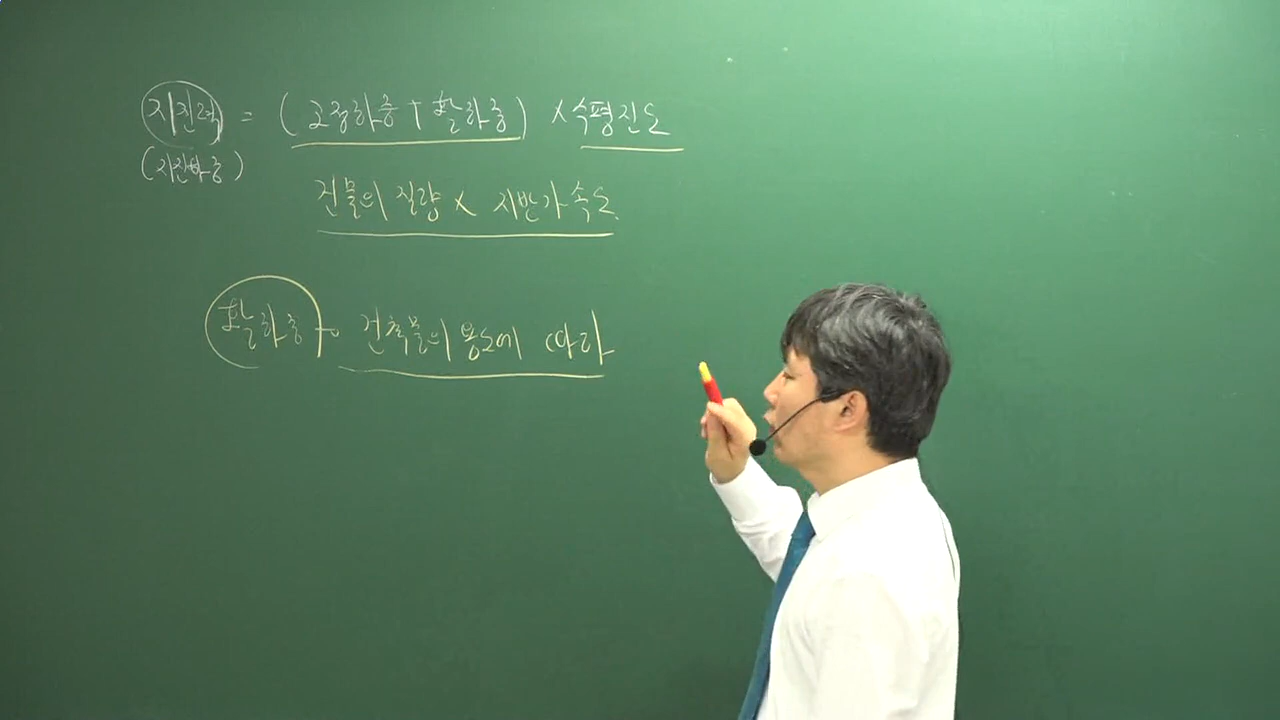 지진력 = (고정하중 + 활하중) × 수평진도
(지진하중)
건물의 질량 × 지반가속도
활하중 → 건축물의 용도에 따라